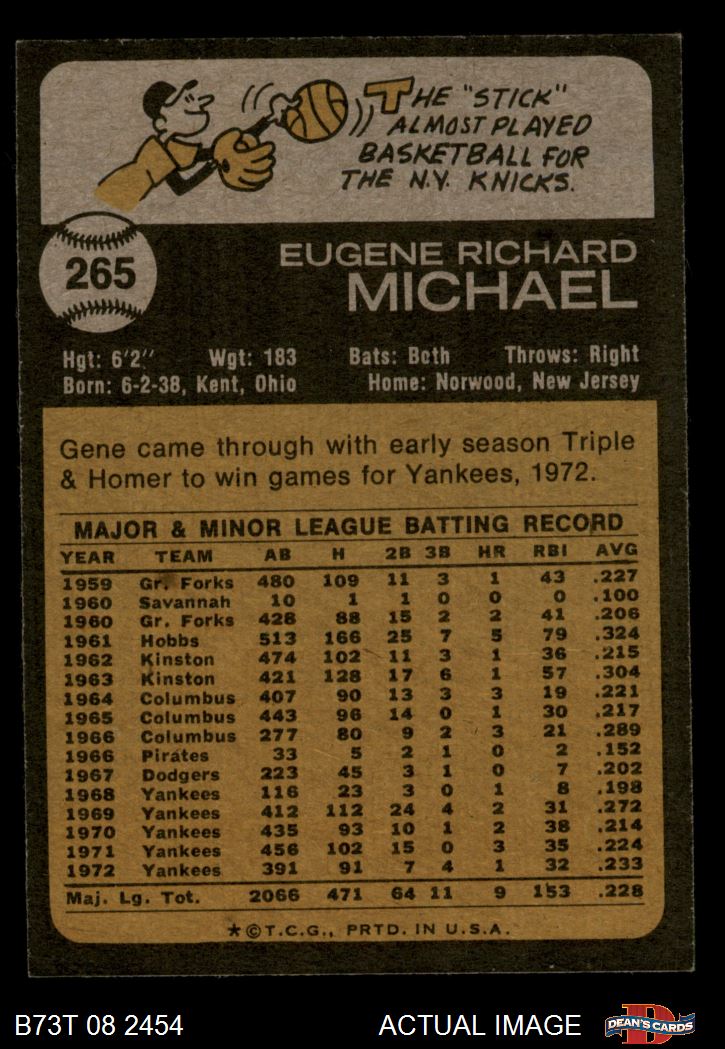 THE "STICK"
ALMOST PLAYED
BASKETBALL FOR
THE N.Y. KNICKS.
265
EUGENE RICHARD
MICHAEL
Hgt: 6'2" Wgt: 183 Bats: Both Throws: Right
Born: 6-2-38, Kent, Ohio Home: Norwood, New Jersey
Gene came through with early season Triple
& Homer to win games for Yankees, 1972.
MAJOR & MINOR LEAGUE BATTING RECORD
YEAR TEAM AB H 2B 3B HR RBI AVG
1959 Gr. Forks 480 109 11 3 1 43 .227
1960 Savannah 10 1 1 0 0 0 .100
1960 Gr. Forks 428 88 15 2 2 41 .206
1961 Hobbs 513 166 25 7 5 79 .324
1962 Kinston 474 102 11 3 1 36 .215
1963 Kinston 421 128 17 6 1 57 .304
1964 Columbus 407 90 13 3 3 19 .221
1965 Columbus 443 96 14 0 1 30 .217
1966 Columbus 277 80 9 2 3 21 .289
1966 Pirates 33 5 2 1 0 2 .152
1967 Dodgers 223 45 3 1 0 7 .202
1968 Yankees 116 23 3 0 1 8 .198
1969 Yankees 412 112 24 4 2 31 .272
1970 Yankees 435 93 10 1 2 38 .214
1971 Yankees 456 102 15 0 3 35 .224
1972 Yankees 391 91 7 4 1 32 .233
Maj. Lg. Tot. 2066 471 64 11 9 153 .228
★©T.C.G., PRTD. IN U.S.A.
B73T 08 2454 ACTUAL IMAGE D DEAN'S CARDS